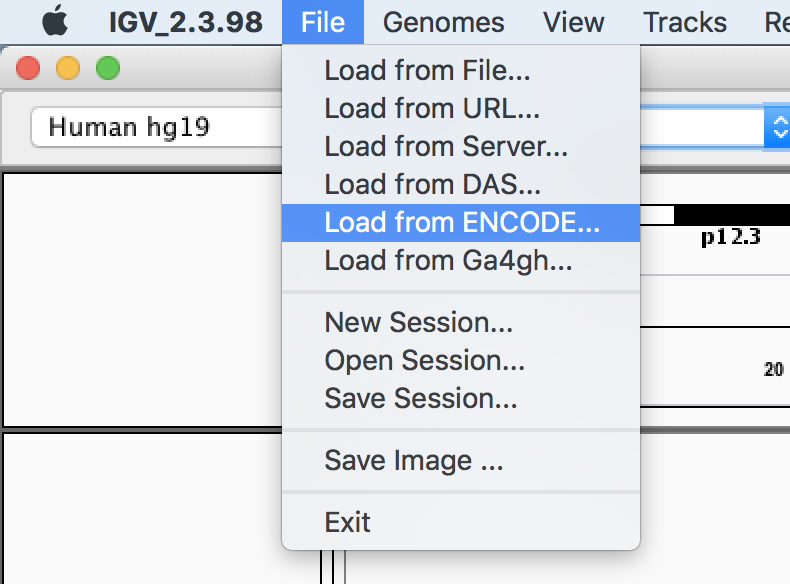 IGV_2.3.98 File Genomes View Tracks
Load from File...
Load from URL...
Human hg19
Load from Server...
Load from DAS...
Load from ENCODE...
p12.3
Load from Ga4gh...
New Session...
Open Session...
20
Save Session...
Save Image ...
Exit